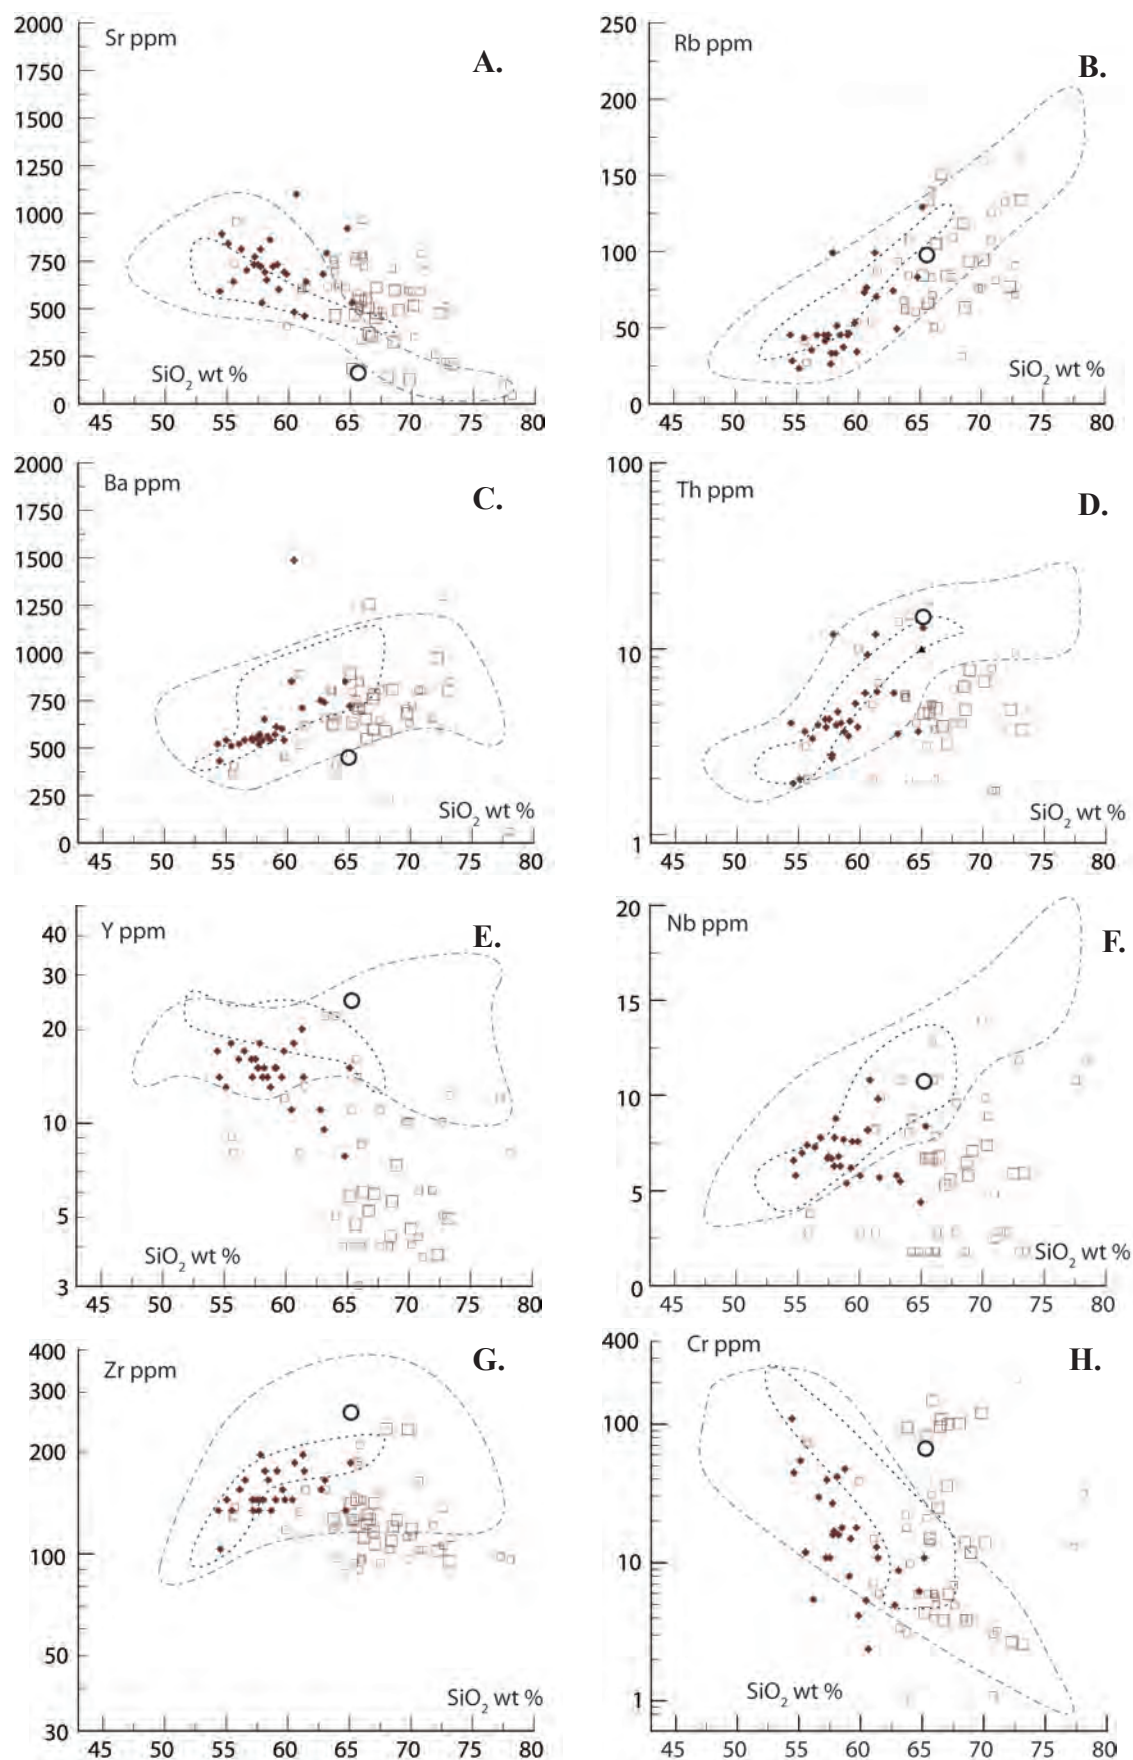 2000
1750
1500
1250
1000
750
500
250
0
Sr ppm
A.
SiO2 wt %
45 50 55 60 65 70 75 80
250
200
150
100
50
0
Rb ppm
B.
SiO2 wt %
45 50 55 60 65 70 75 80
2000
1750
1500
1250
1000
750
500
250
0
Ba ppm
C.
SiO2 wt %
45 50 55 60 65 70 75 80
100
10
1
Th ppm
D.
SiO2 wt %
45 50 55 60 65 70 75 80
40
30
20
10
5
3
Y ppm
E.
SiO2 wt %
45 50 55 60 65 70 75 80
20
15
10
5
0
Nb ppm
F.
SiO2 wt %
45 50 55 60 65 70 75 80
400
300
200
100
50
30
Zr ppm
G.
SiO2 wt %
45 50 55 60 65 70 75 80
400
100
10
1
Cr ppm
H.
SiO2 wt %
45 50 55 60 65 70 75 80